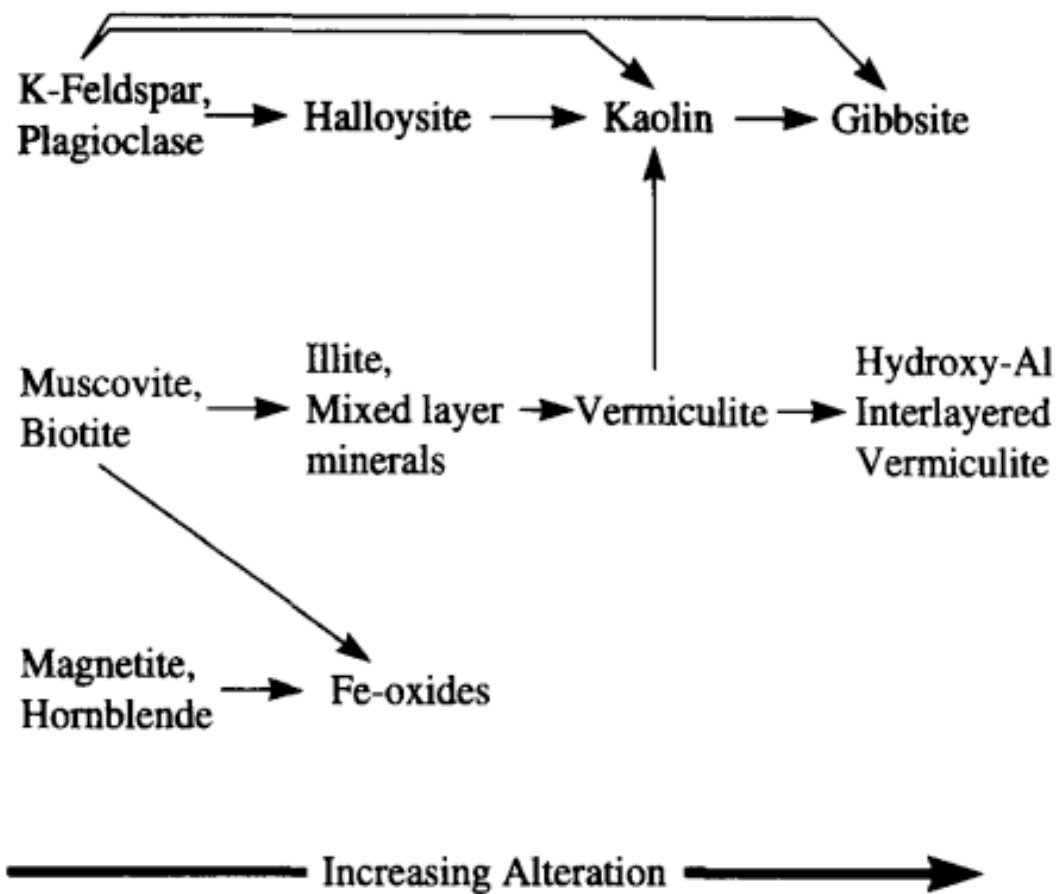 K-Feldspar,
Plagioclase
Halloysite
Kaolin
Gibbsite
Muscovite,
Biotite
Illite,
Mixed layer
minerals
Vermiculite
Hydroxy-Al
Interlayered
Vermiculite
Magnetite,
Hornblende
Fe-oxides
Increasing Alteration